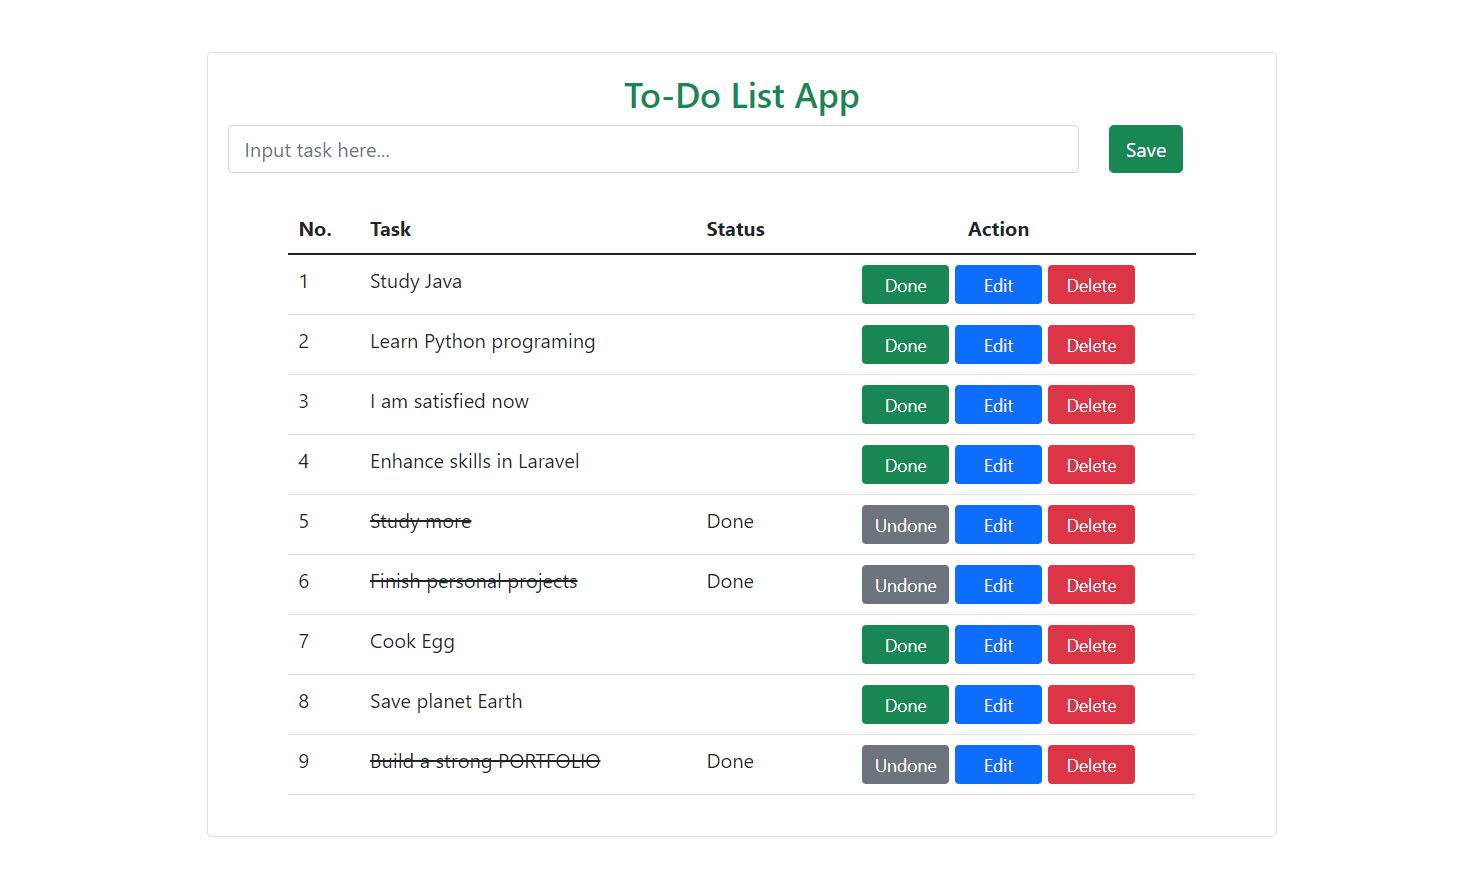 To-Do List App
Input task here...
Save
No. Task Status Action
1 Study Java Done Edit Delete
2 Learn Python programing Done Edit Delete
3 I am satisfied now Done Edit Delete
4 Enhance skills in Laravel Done Edit Delete
5 Study more Done Undone Edit Delete
6 Finish personal projects Done Undone Edit Delete
7 Cook Egg Done Edit Delete
8 Save planet Earth Done Edit Delete
9 Build a strong PORTFOLIO Done Undone Edit Delete